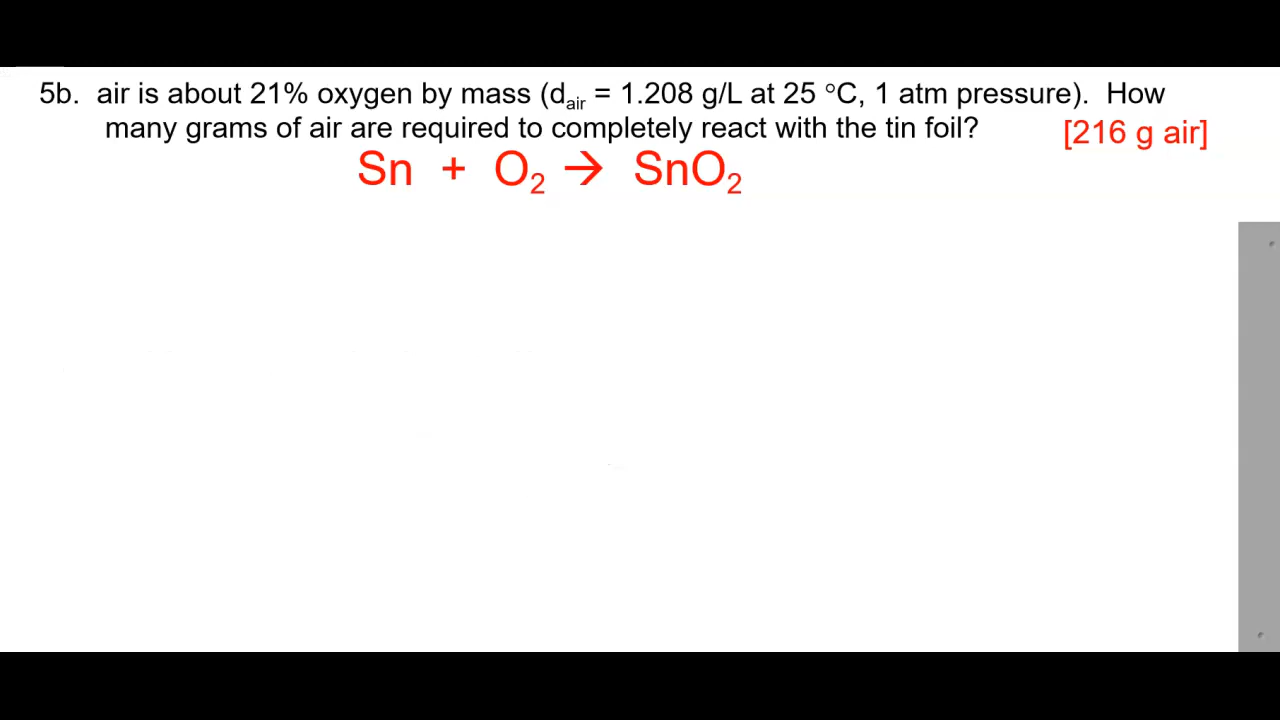 5b. air is about 21% oxygen by mass (dair = 1.208 g/L at 25 °C, 1 atm pressure). How
many grams of air are required to completely react with the tin foil? [216 g air]
Sn + O₂ → SnO₂